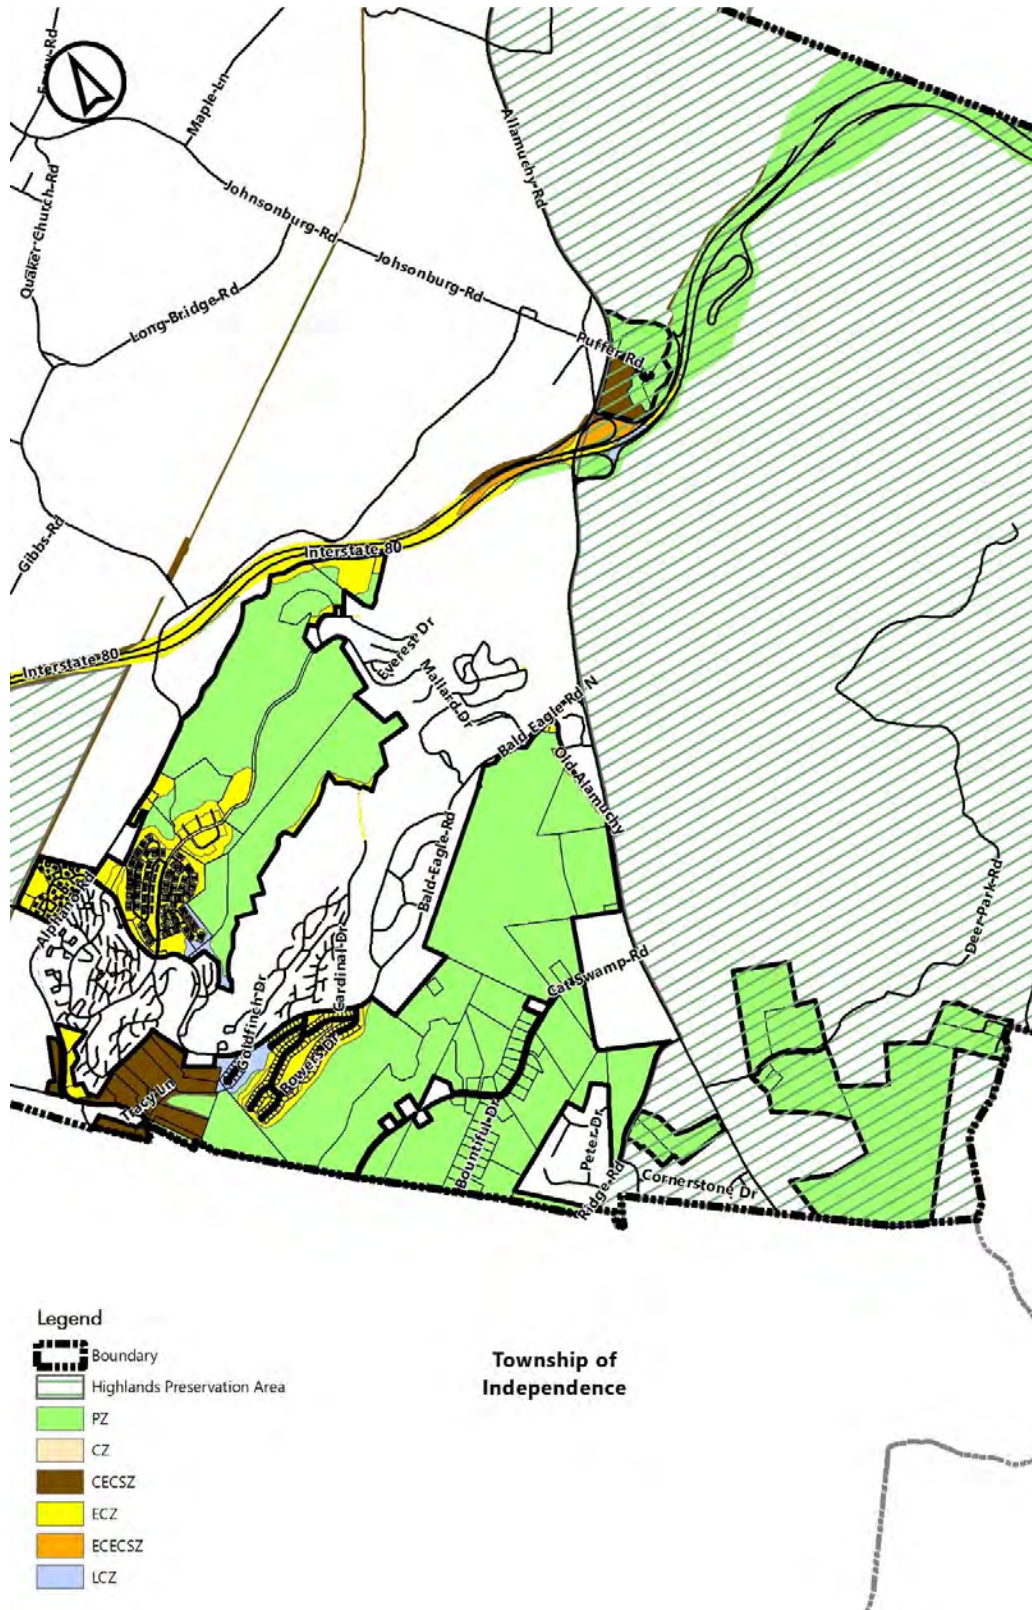 Maple-Ln
Allamuchy-Rd
Quaker-Church-Rd
Johnsonburg-Rd
Johsonburg-Rd
Long-Bridge-Rd
Puffer Rd
Gibbs-Rd
Interstate 80
Interstate 80
Everest Dr
Mallard-Dr
Bald-Eagle-Rd-N
Old-Alamuchy
Bald-Eagle-Rd
Alphano-Rd
Deer-Park-Rd
Cat-Swamp-Rd
Cardinal-Dr
Goldfinch-Dr
Bowers-Dr
Tracy-Ln
Bountiful-Dr
Peter-Dr
Ridge-Rd
Cornerstone Dr
Legend
Boundary
Highlands Preservation Area
PZ
CZ
CECSZ
ECZ
ECECSZ
LCZ
Township of
Independence